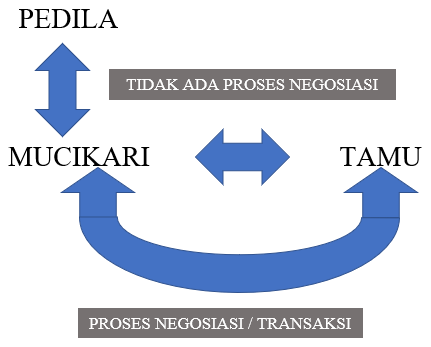 PEDILA
TIDAK ADA PROSES NEGOSIASI
MUCIKARI
TAMU
PROSES NEGOSIASI / TRANSAKSI